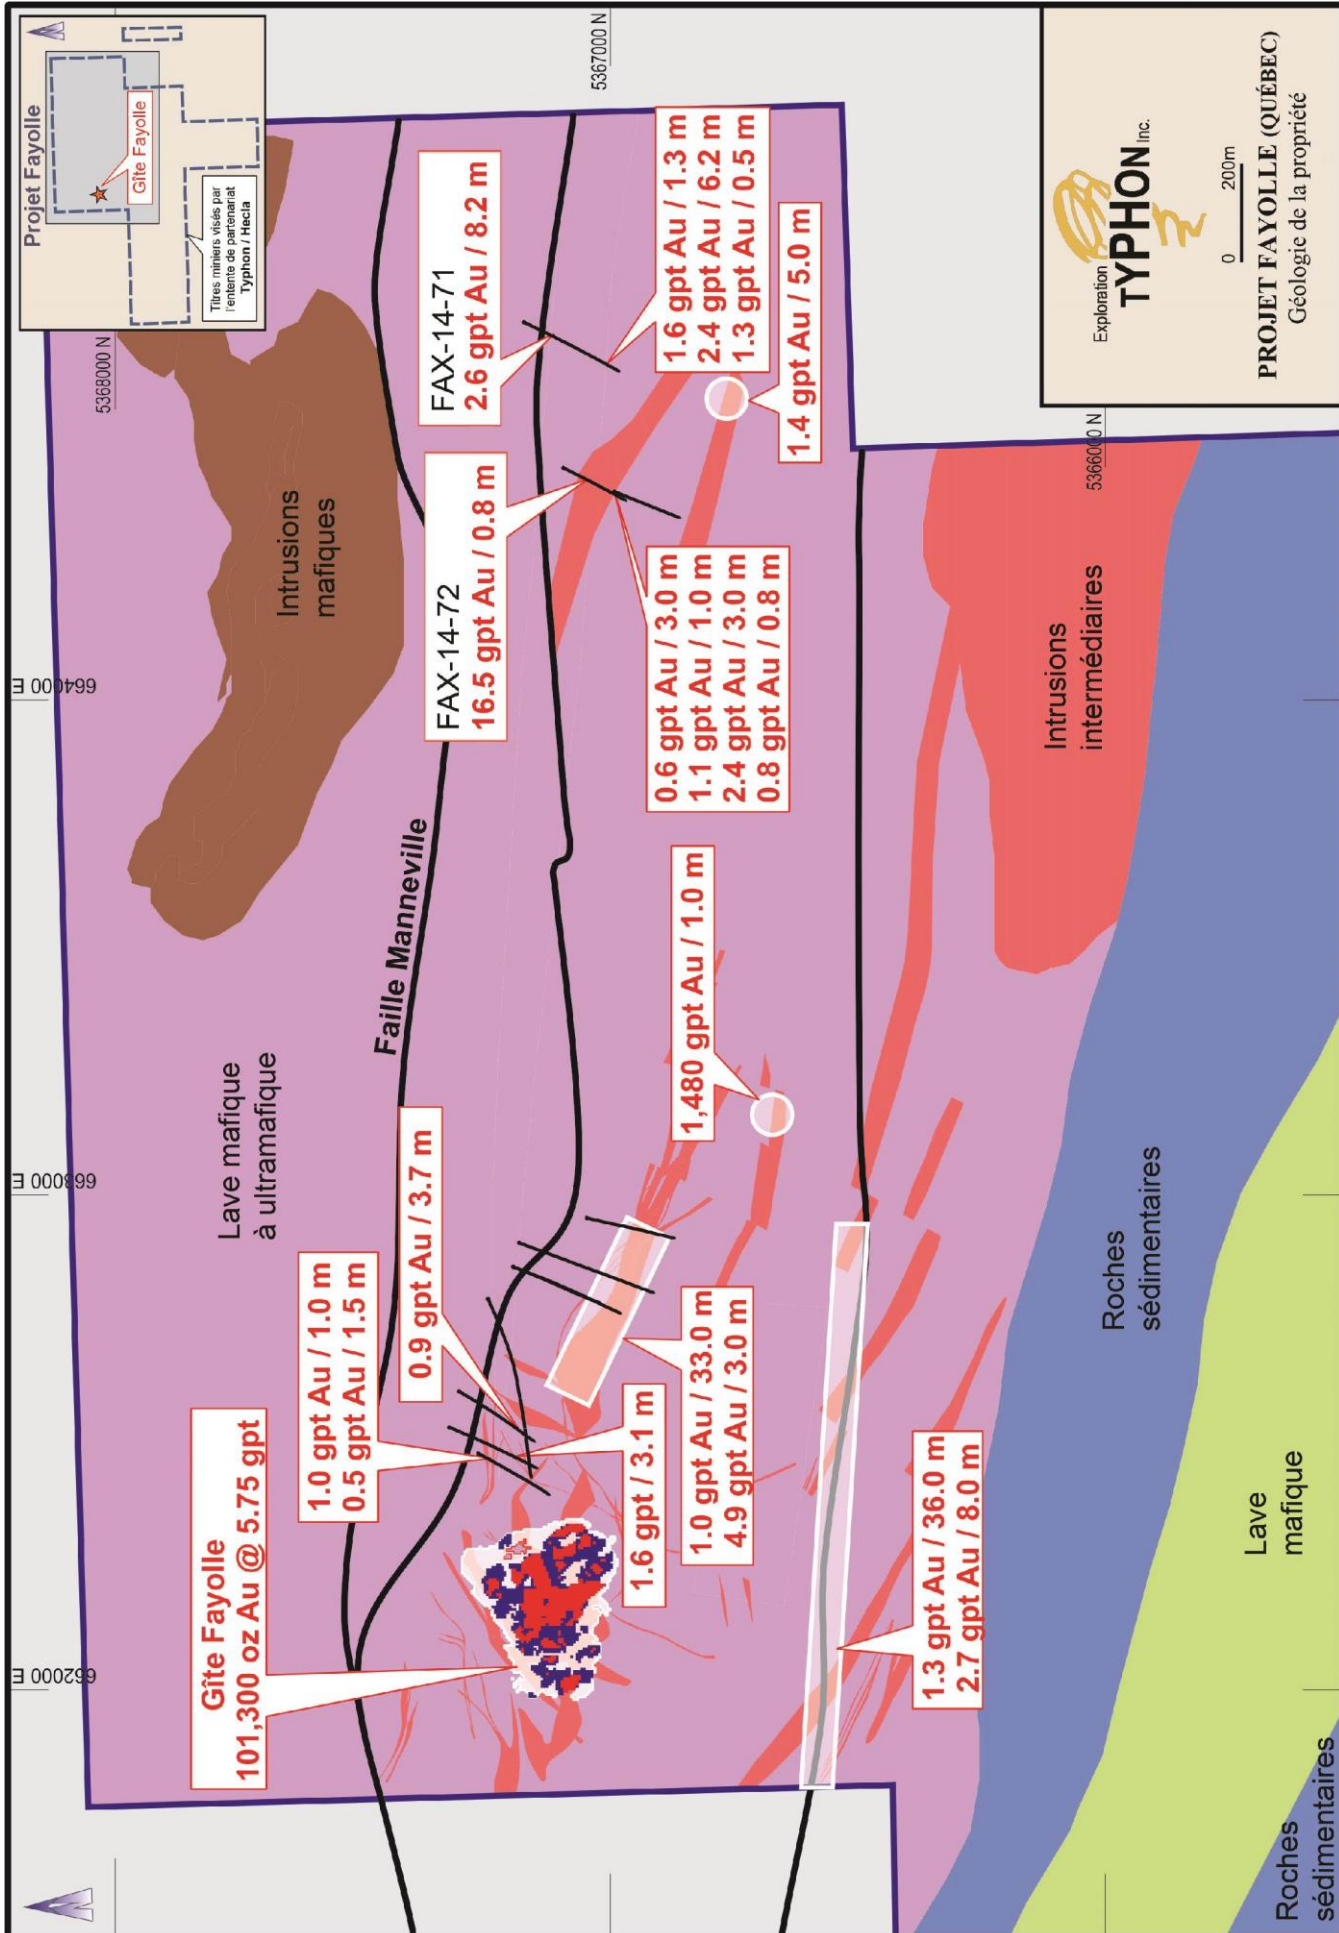 Projet Fayolle
Gîte Fayolle
Titres miniers visés par
l'entente de partenariat
Typhon / Hecla
662000 E
663000 E
664000 E
5368000 N
5367000 N
5366000 N
Gîte Fayolle
101,300 oz Au @ 5.75 gpt
Lave mafique
à ultramafique
Intrusions
mafiques
Faille Manneville
1.0 gpt Au / 1.0 m
0.5 gpt Au / 1.5 m
0.9 gpt Au / 3.7 m
FAX-14-72
16.5 gpt Au / 0.8 m
FAX-14-71
2.6 gpt Au / 8.2 m
1.6 gpt / 3.1 m
1.0 gpt Au / 33.0 m
4.9 gpt Au / 3.0 m
1,480 gpt Au / 1.0 m
0.6 gpt Au / 3.0 m
1.1 gpt Au / 1.0 m
2.4 gpt Au / 3.0 m
0.8 gpt Au / 0.8 m
1.6 gpt Au / 1.3 m
2.4 gpt Au / 6.2 m
1.3 gpt Au / 0.5 m
1.4 gpt Au / 5.0 m
1.3 gpt Au / 36.0 m
2.7 gpt Au / 8.0 m
Intrusions
intermédiaires
Roches
sédimentaires
Lave
mafique
Roches
sédimentaires
Exploration
TYPHON Inc.
0 200m
PROJET FAYOLLE (QUÉBEC)
Géologie de la propriété
N